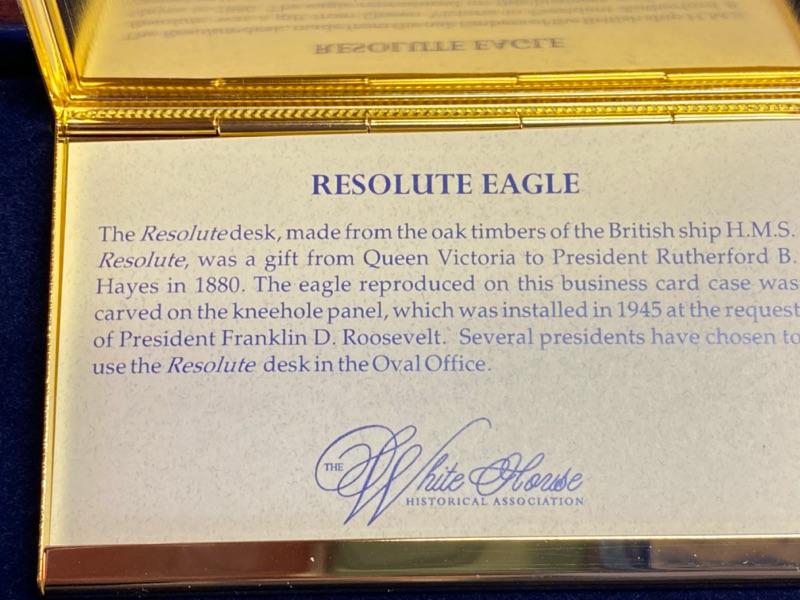 RESOLUTE EAGLE
RESOLUTE EAGLE
The Resolute desk, made from the oak timbers of the British ship H.M.S.
Resolute, was a gift from Queen Victoria to President Rutherford B.
Hayes in 1880. The eagle reproduced on this business card case was
carved on the kneehole panel, which was installed in 1945 at the request
of President Franklin D. Roosevelt. Several presidents have chosen to
use the Resolute desk in the Oval Office.
THE White House
HISTORICAL ASSOCIATION